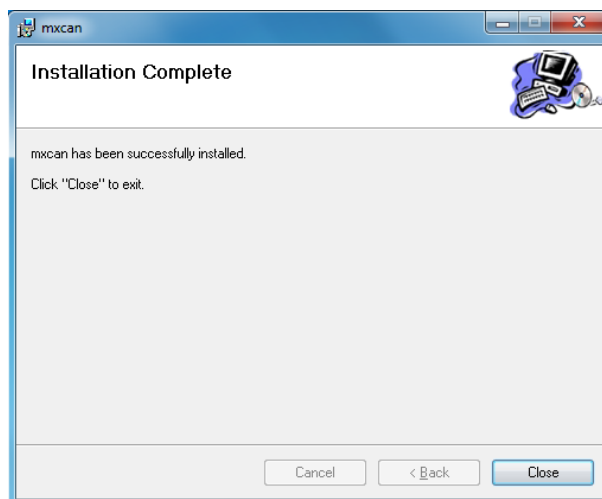 mxcan
Installation Complete
mxcan has been successfully installed.
Click "Close" to exit.
Cancel
< Back
Close